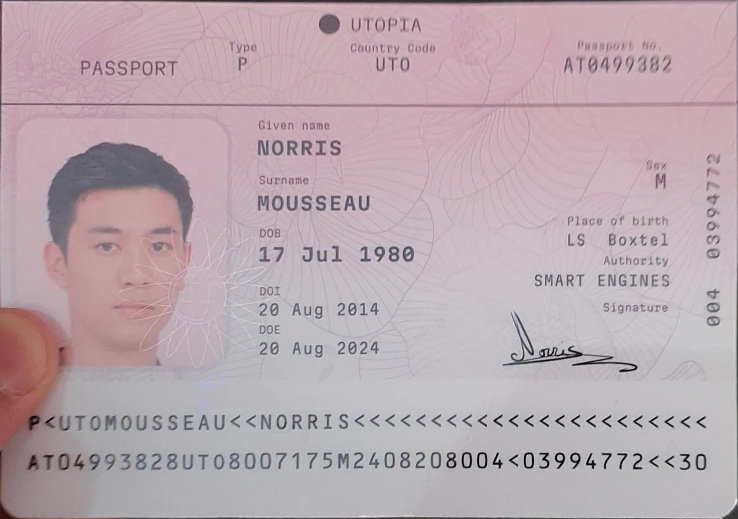 UTOPIA
PASSPORT
Type
P
Country Code
UTO
Passport No.
AT0499382
Given name
NORRIS
Surname
MOUSSEAU
DOB
17 Jul 1980
DOI
20 Aug 2014
DOE
20 Aug 2024
Sex
M
Place of birth
LS Boxtel
Authority
SMART ENGINES
Signature
Norris
004 03994772
P<UTOMOUSSEAU<<NORRIS<<<<<<<<<<<<<<<<<<<<<<<
AT04993828UTO8007175M2408208004<03994772<<30